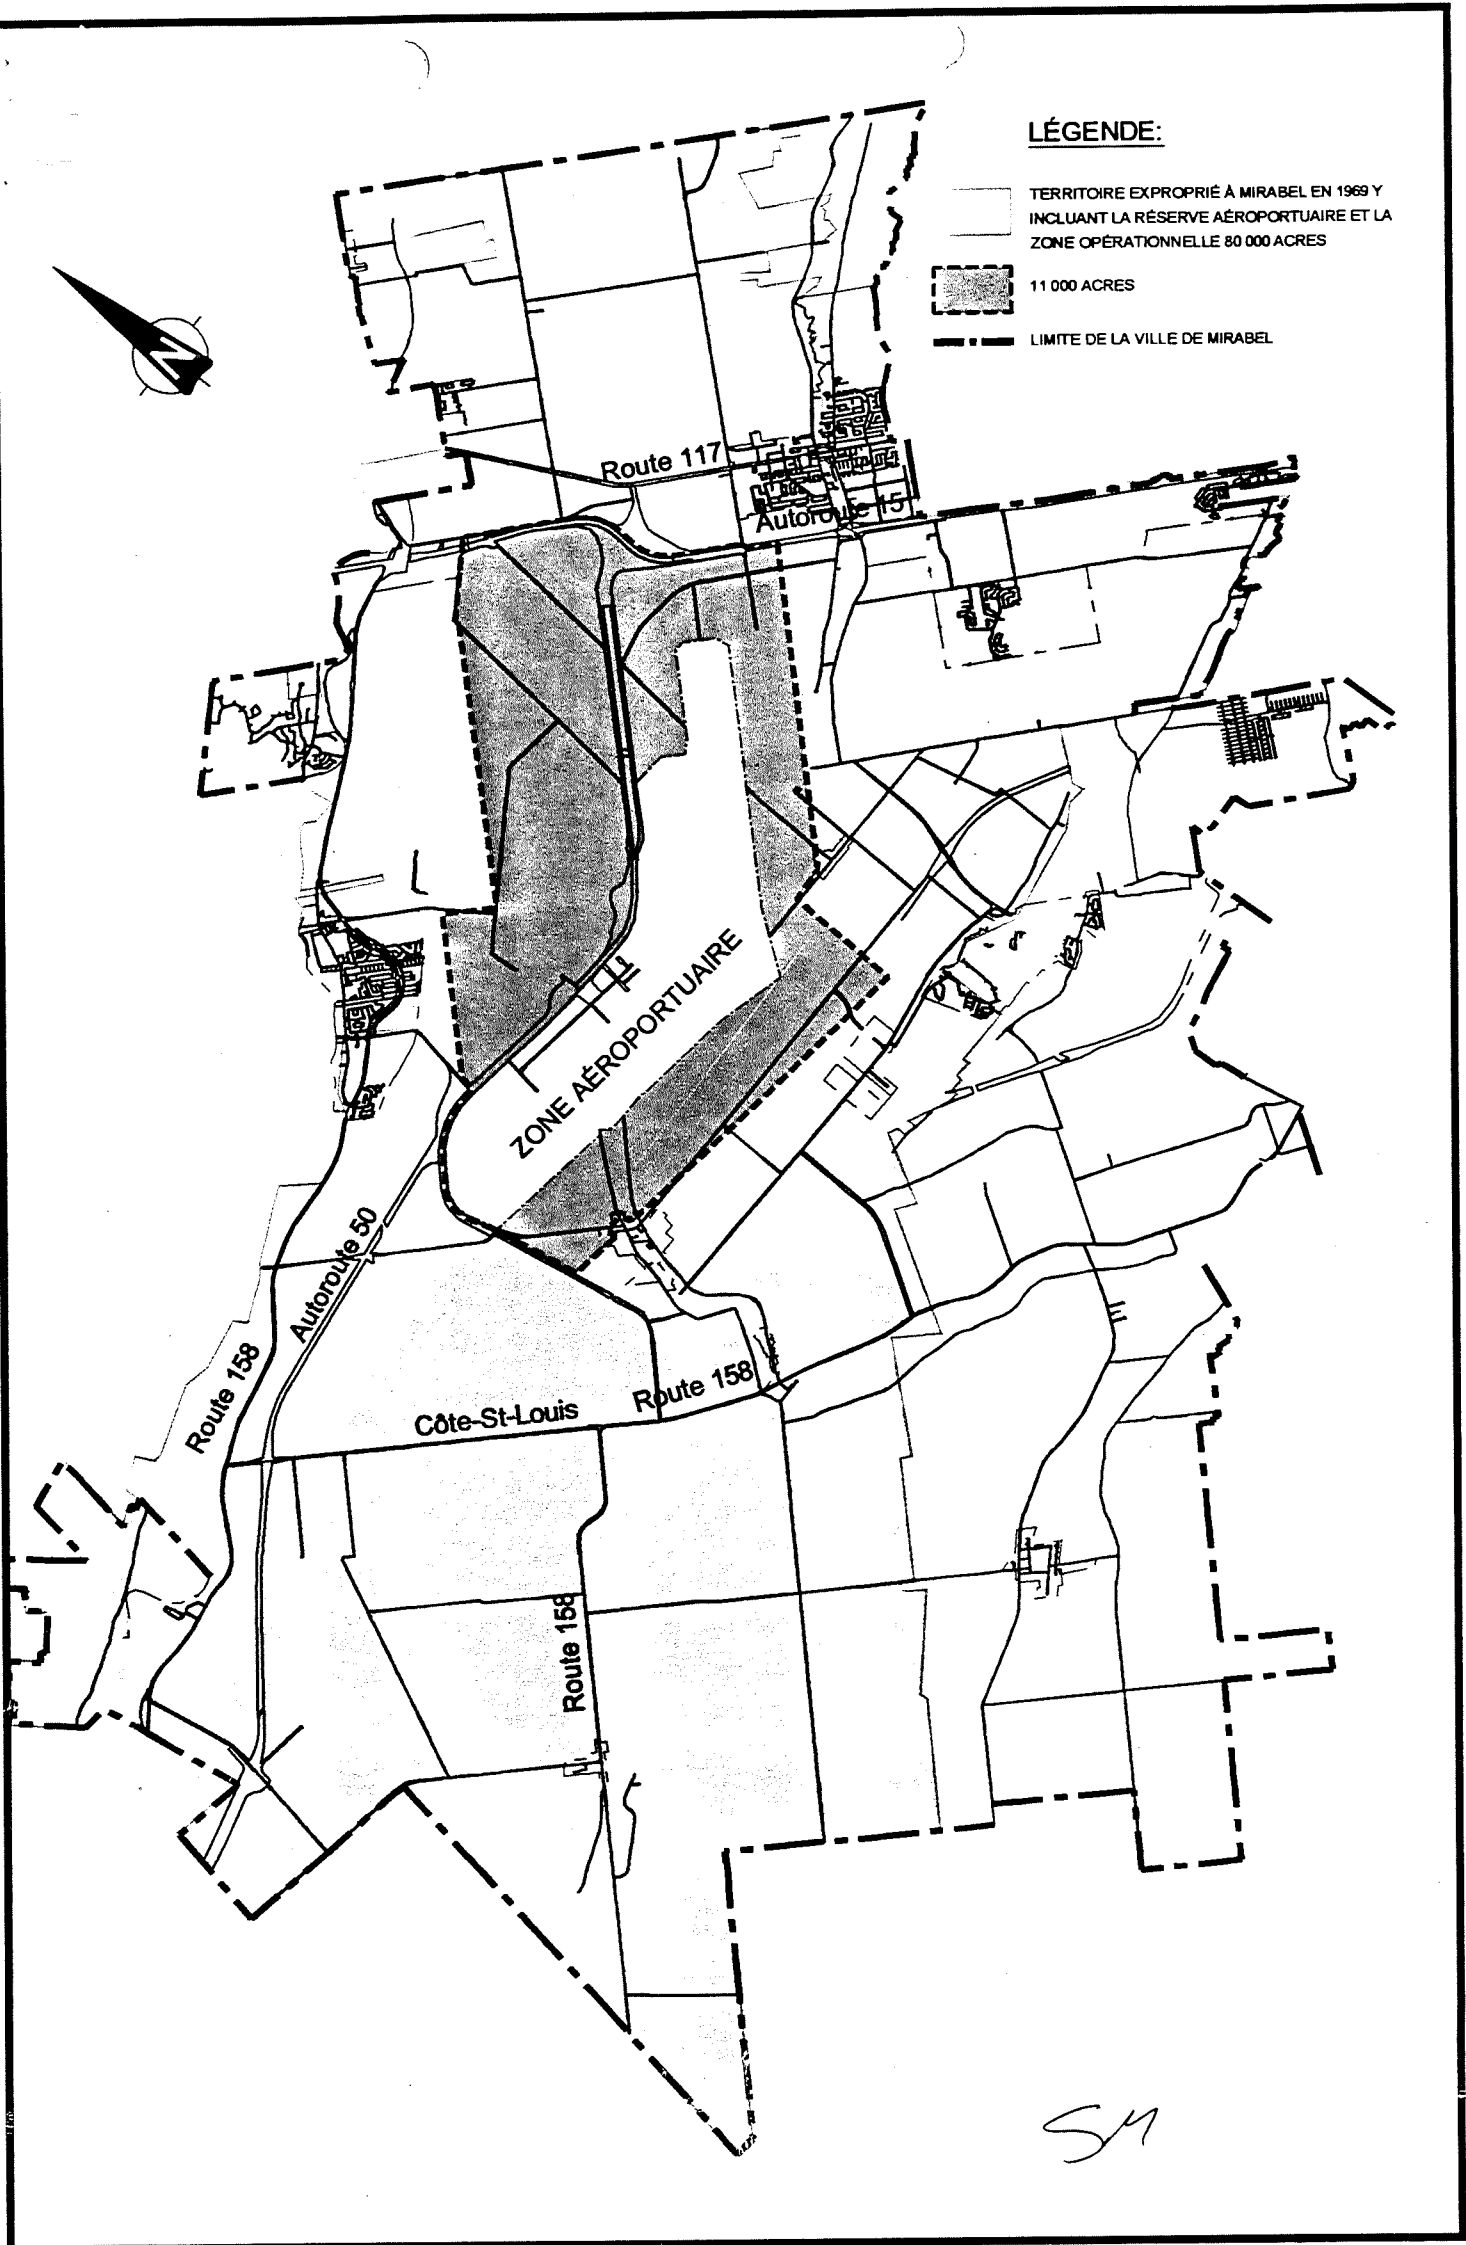 LÉGENDE:
TERRITOIRE EXPROPRIÉ À MIRABEL EN 1969 Y
INCLUANT LA RÉSERVE AÉROPORTUAIRE ET LA
ZONE OPÉRATIONNELLE 80 000 ACRES
11 000 ACRES
LIMITE DE LA VILLE DE MIRABEL
N
Route 117
Autoroute 15
ZONE AÉROPORTUAIRE
Autoroute 50
Route 158
Côte-St-Louis
Route 158
Route 158
SM